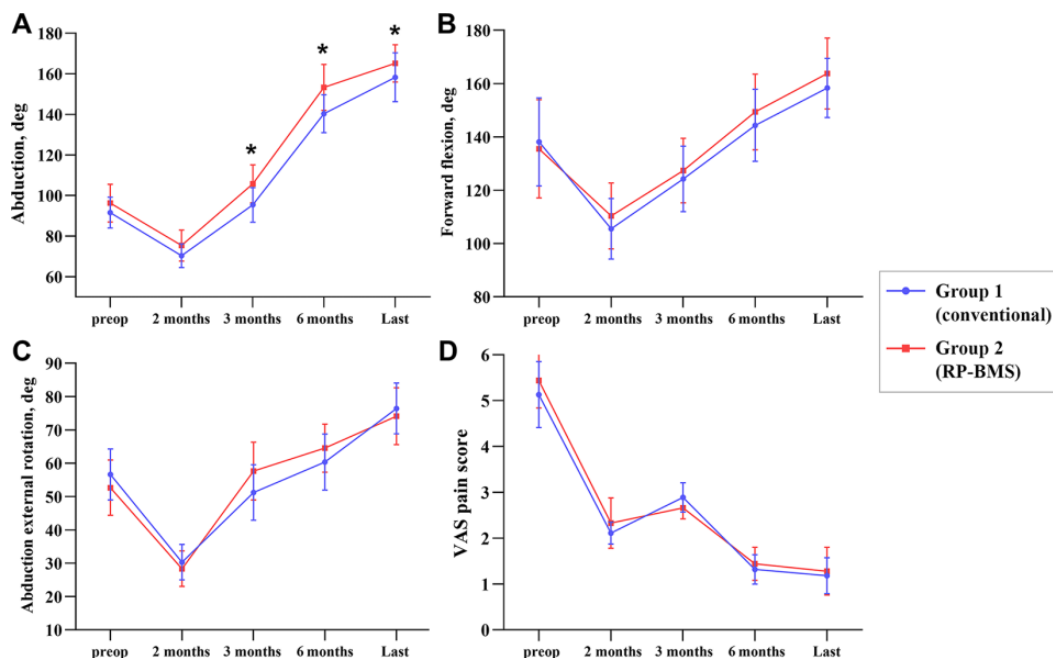 A
Abduction, deg
180
160
140
120
100
80
60
*
*
*
preop 2 months 3 months 6 months Last
B
Forward flexion, deg
180
160
140
120
100
80
preop 2 months 3 months 6 months Last
C
Abduction external rotation, deg
90
80
70
60
50
40
30
20
10
preop 2 months 3 months 6 months Last
D
VAS pain score
6
5
4
3
2
1
0
preop 2 months 3 months 6 months Last
Group 1
(conventional)
Group 2
(RP-BMS)